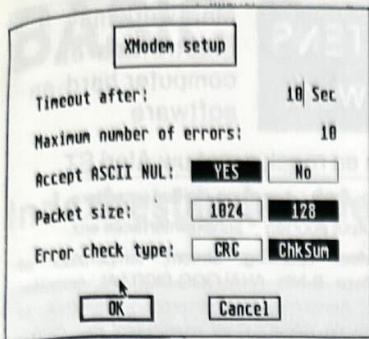 XModem setup
Timeout after: 10 Sec
Maximum number of errors: 10
Accept ASCII NUL: YES No
Packet size: 1024 128
Error check type: CRC ChkSum
OK Cancel